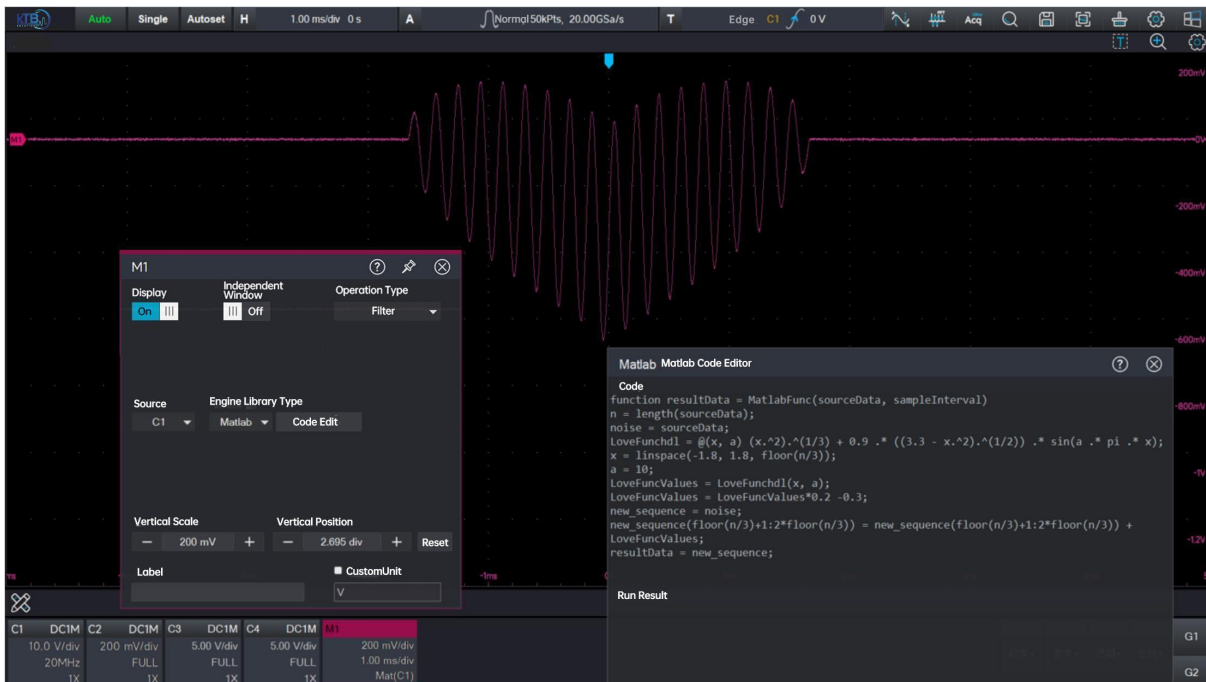 KTB
Auto
Single
Autoset
H
1.00 ms/div 0 s
A
Normal 50kPts, 20.00GSa/s
T
Edge C1 0 V
Acq
T
200mV
M1
0V
-200mV
-400mV
-600mV
-800mV
-1V
-1.2V
M1
Display
Independent
Window
Operation Type
On
Off
Filter
Source
Engine Library Type
C1
Matlab
Code Edit
Vertical Scale
Vertical Position
− 200 mV +
− 2.695 div +
Reset
Label
CustomUnit
V
Matlab Matlab Code Editor
Code
function resultData = MatlabFunc(sourceData, sampleInterval)
n = length(sourceData);
noise = sourceData;
LoveFunchdl = @(x, a) (x.^2).^(1/3) + 0.9 .* ((3.3 - x.^2).^(1/2)) .* sin(a .* pi .* x);
x = linspace(-1.8, 1.8, floor(n/3));
a = 10;
LoveFuncValues = LoveFunchdl(x, a);
LoveFuncValues = LoveFuncValues*0.2 -0.3;
new_sequence = noise;
new_sequence(floor(n/3)+1:2*floor(n/3)) = new_sequence(floor(n/3)+1:2*floor(n/3)) +
LoveFuncValues;
resultData = new_sequence;
Run Result
-1ms
C1 DC1M
10.0 V/div
20MHz
1X
C2 DC1M
200 mV/div
FULL
1X
C3 DC1M
5.00 V/div
FULL
1X
C4 DC1M
5.00 V/div
FULL
1X
M1
200 mV/div
1.00 ms/div
Mat(C1)
G1
G2